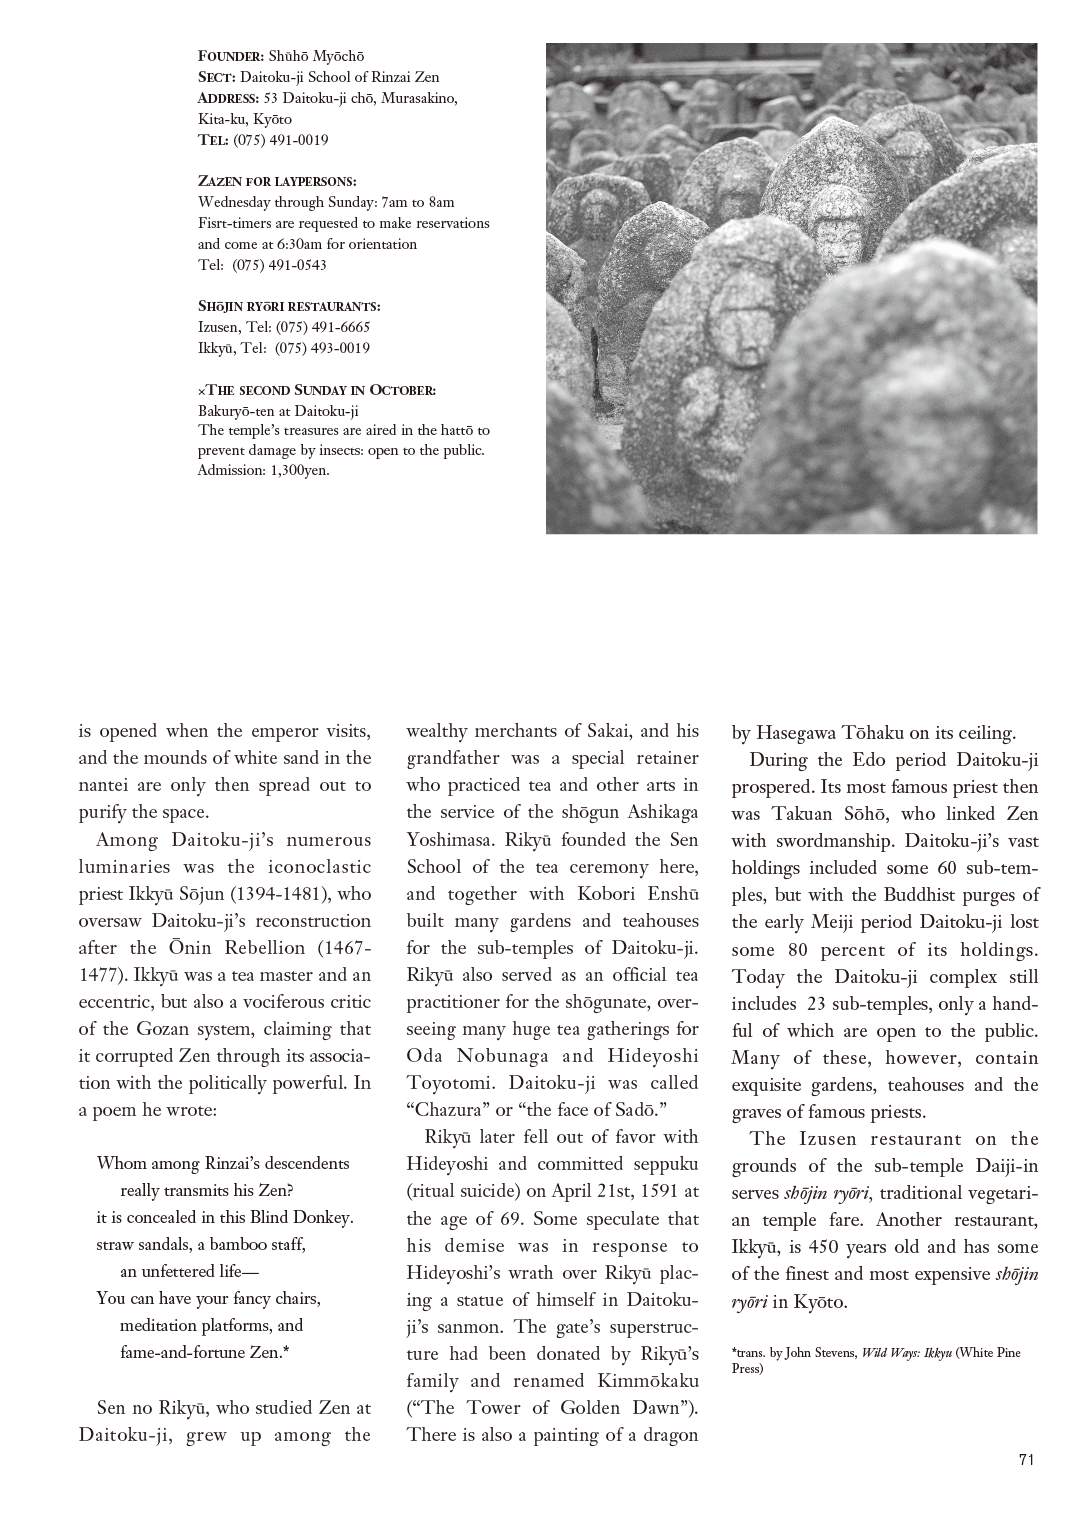 FOUNDER: Shūhō Myōchō
SECT: Daitoku-ji School of Rinzai Zen
ADDRESS: 53 Daitoku-ji chō, Murasakino,
Kita-ku, Kyōto
TEL: (075) 491-0019
ZAZEN FOR LAYPERSONS:
Wednesday through Sunday: 7am to 8am
Fisrt-timers are requested to make reservations
and come at 6:30am for orientation
Tel: (075) 491-0543
SHōJIN RYōRI RESTAURANTS:
Izusen, Tel: (075) 491-6665
Ikkyū, Tel: (075) 493-0019
×THE SECOND SUNDAY IN OCTOBER:
Bakuryō-ten at Daitoku-ji
The temple’s treasures are aired in the hattō to
prevent damage by insects: open to the public.
Admission: 1,300yen.
is opened when the emperor visits,
and the mounds of white sand in the
nantei are only then spread out to
purify the space.
Among Daitoku-ji’s numerous
luminaries was the iconoclastic
priest Ikkyū Sōjun (1394-1481), who
oversaw Daitoku-ji’s reconstruction
after the Ōnin Rebellion (1467-
1477). Ikkyū was a tea master and an
eccentric, but also a vociferous critic
of the Gozan system, claiming that
it corrupted Zen through its associa-
tion with the politically powerful. In
a poem he wrote:
Whom among Rinzai’s descendents
really transmits his Zen?
it is concealed in this Blind Donkey.
straw sandals, a bamboo staff,
an unfettered life—
You can have your fancy chairs,
meditation platforms, and
fame-and-fortune Zen.*
Sen no Rikyū, who studied Zen at
Daitoku-ji, grew up among the
wealthy merchants of Sakai, and his
grandfather was a special retainer
who practiced tea and other arts in
the service of the shōgun Ashikaga
Yoshimasa. Rikyū founded the Sen
School of the tea ceremony here,
and together with Kobori Enshū
built many gardens and teahouses
for the sub-temples of Daitoku-ji.
Rikyū also served as an official tea
practitioner for the shōgunate, over-
seeing many huge tea gatherings for
Oda Nobunaga and Hideyoshi
Toyotomi. Daitoku-ji was called
“Chazura” or “the face of Sadō.”
Rikyū later fell out of favor with
Hideyoshi and committed seppuku
(ritual suicide) on April 21st, 1591 at
the age of 69. Some speculate that
his demise was in response to
Hideyoshi’s wrath over Rikyū plac-
ing a statue of himself in Daitoku-
ji’s sanmon. The gate’s superstruc-
ture had been donated by Rikyū’s
family and renamed Kimmōkaku
(“The Tower of Golden Dawn”).
There is also a painting of a dragon
by Hasegawa Tōhaku on its ceiling.
During the Edo period Daitoku-ji
prospered. Its most famous priest then
was Takuan Sōhō, who linked Zen
with swordmanship. Daitoku-ji’s vast
holdings included some 60 sub-tem-
ples, but with the Buddhist purges of
the early Meiji period Daitoku-ji lost
some 80 percent of its holdings.
Today the Daitoku-ji complex still
includes 23 sub-temples, only a hand-
ful of which are open to the public.
Many of these, however, contain
exquisite gardens, teahouses and the
graves of famous priests.
The Izusen restaurant on the
grounds of the sub-temple Daiji-in
serves shōjin ryōri, traditional vegetari-
an temple fare. Another restaurant,
Ikkyū, is 450 years old and has some
of the finest and most expensive shōjin
ryōri in Kyōto.
*trans. by John Stevens, Wild Ways: Ikkyu (White Pine
Press)
71